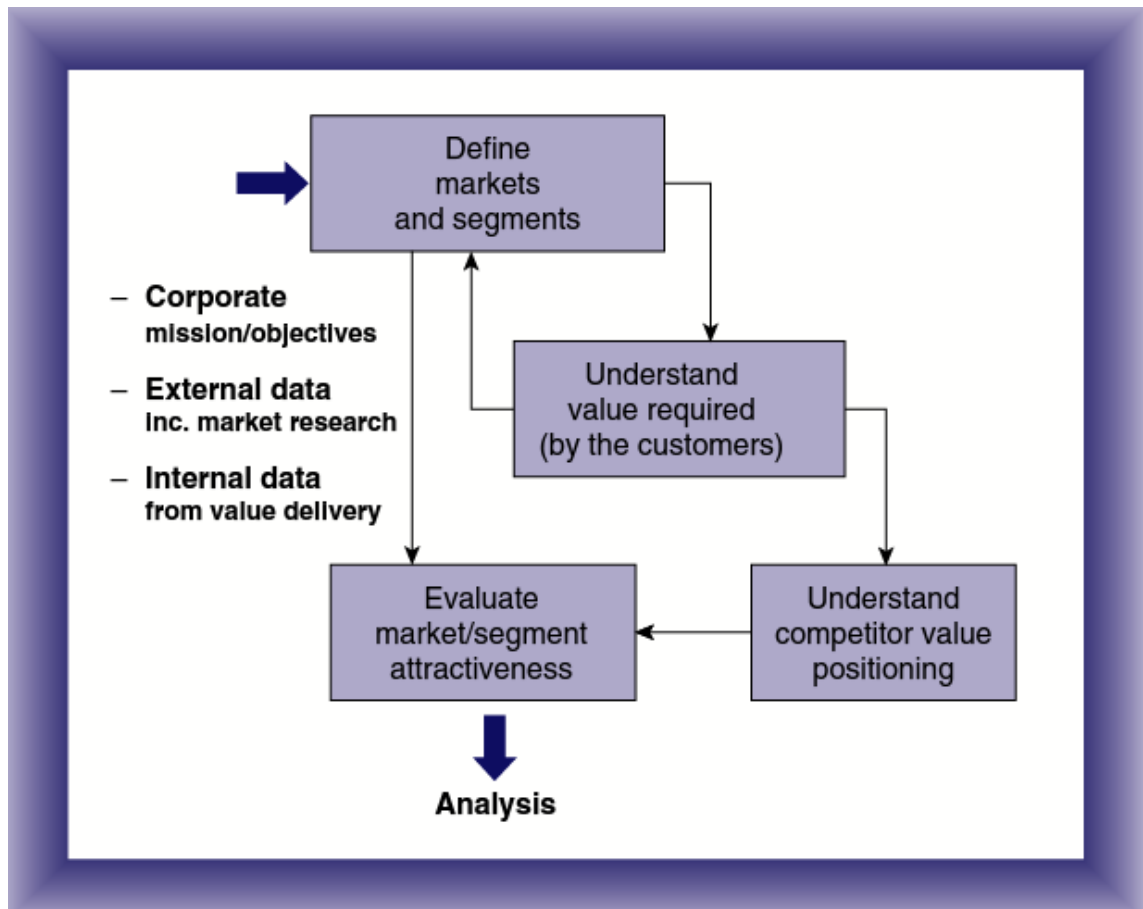 Define
markets
and segments
– Corporate
mission/objectives
– External data
inc. market research
– Internal data
from value delivery
Understand
value required
(by the customers)
Evaluate
market/segment
attractiveness
Understand
competitor value
positioning
Analysis